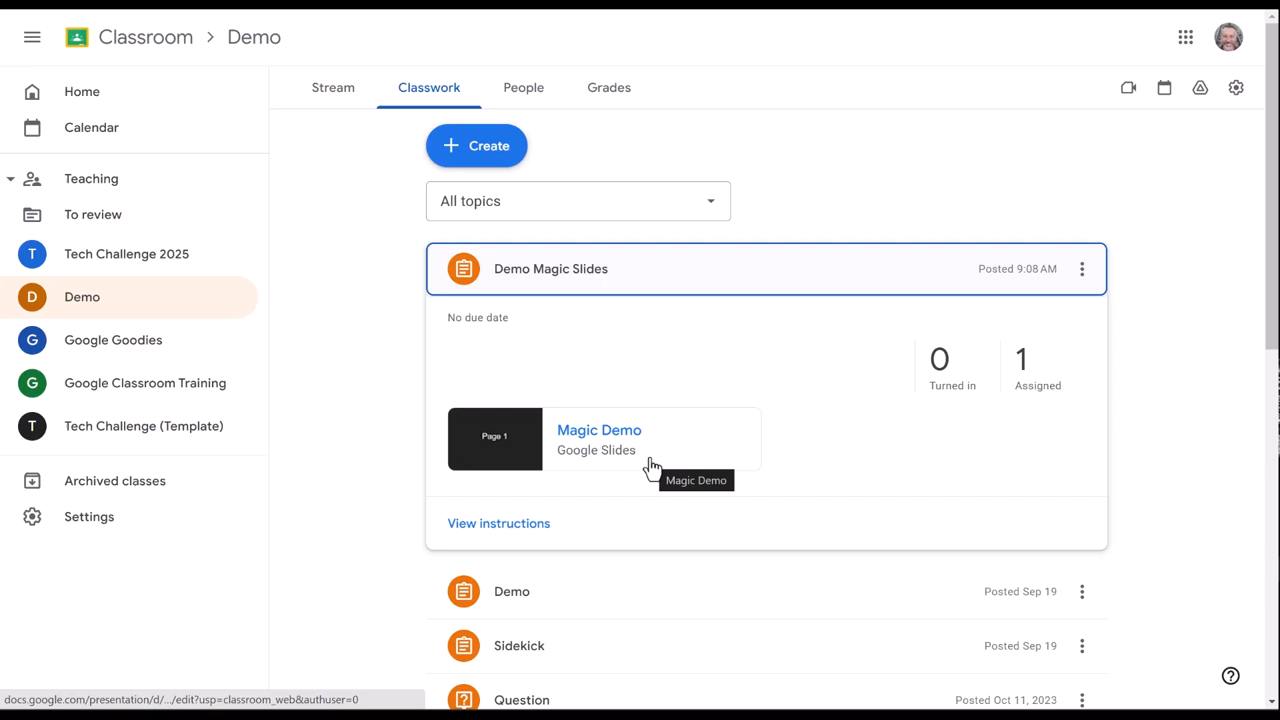 Classroom > Demo
Home
Calendar
Teaching
To review
T Tech Challenge 2025
D Demo
G Google Goodies
G Google Classroom Training
T Tech Challenge (Template)
Archived classes
Settings
Stream Classwork People Grades
+ Create
All topics
Demo Magic Slides Posted 9:08 AM
No due date
0 1
Turned in Assigned
Page 1
Magic Demo
Google Slides
Magic Demo
View instructions
Demo Posted Sep 19
Sidekick Posted Sep 19
Question Posted Oct 11, 2023
docs.google.com/presentation/d/.../edit?usp=classroom_web&authuser=0